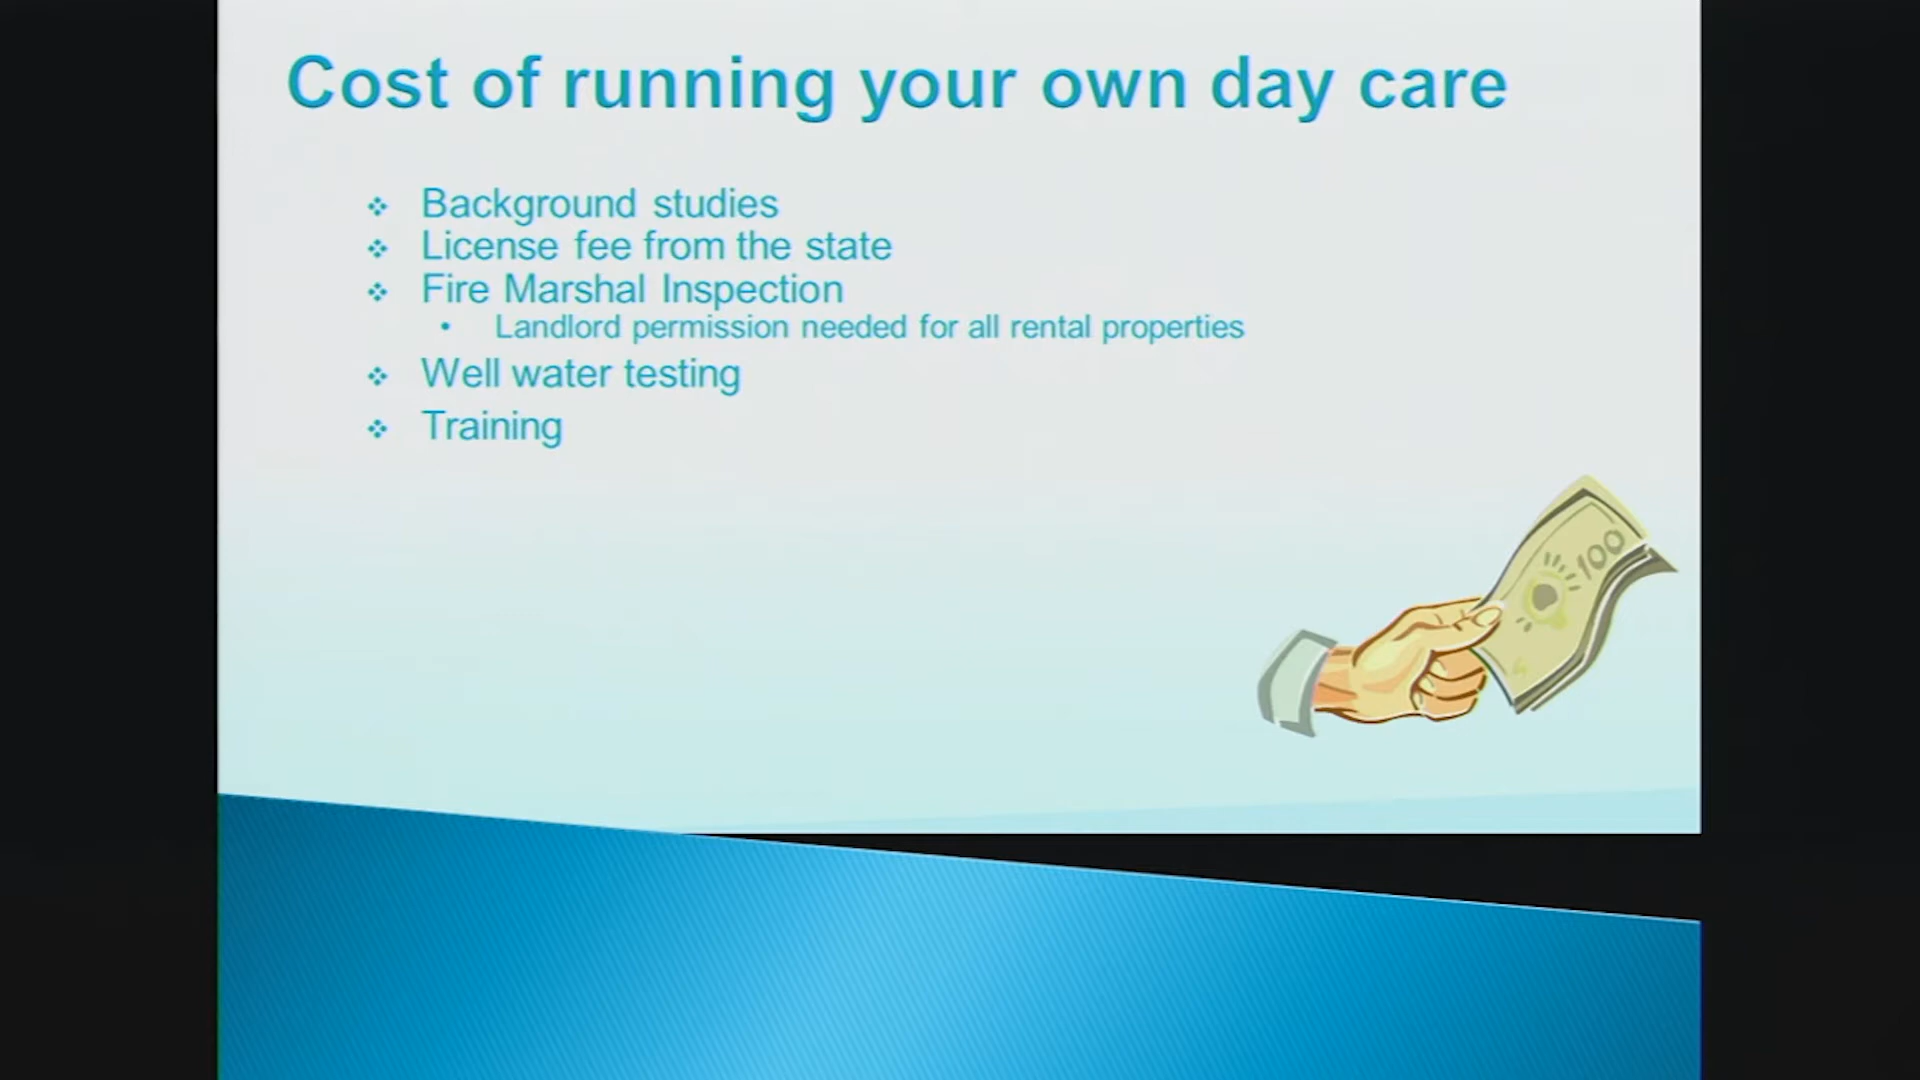 Cost of running your own day care
Background studies
License fee from the state
Fire Marshal Inspection
Landlord permission needed for all rental properties
Well water testing
Training
100